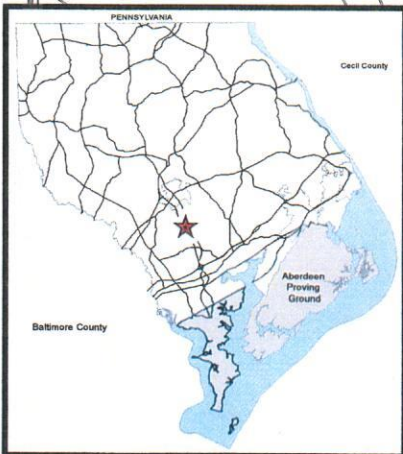 PENNSYLVANIA
Cecil County
Aberdeen
Proving
Ground
Baltimore County